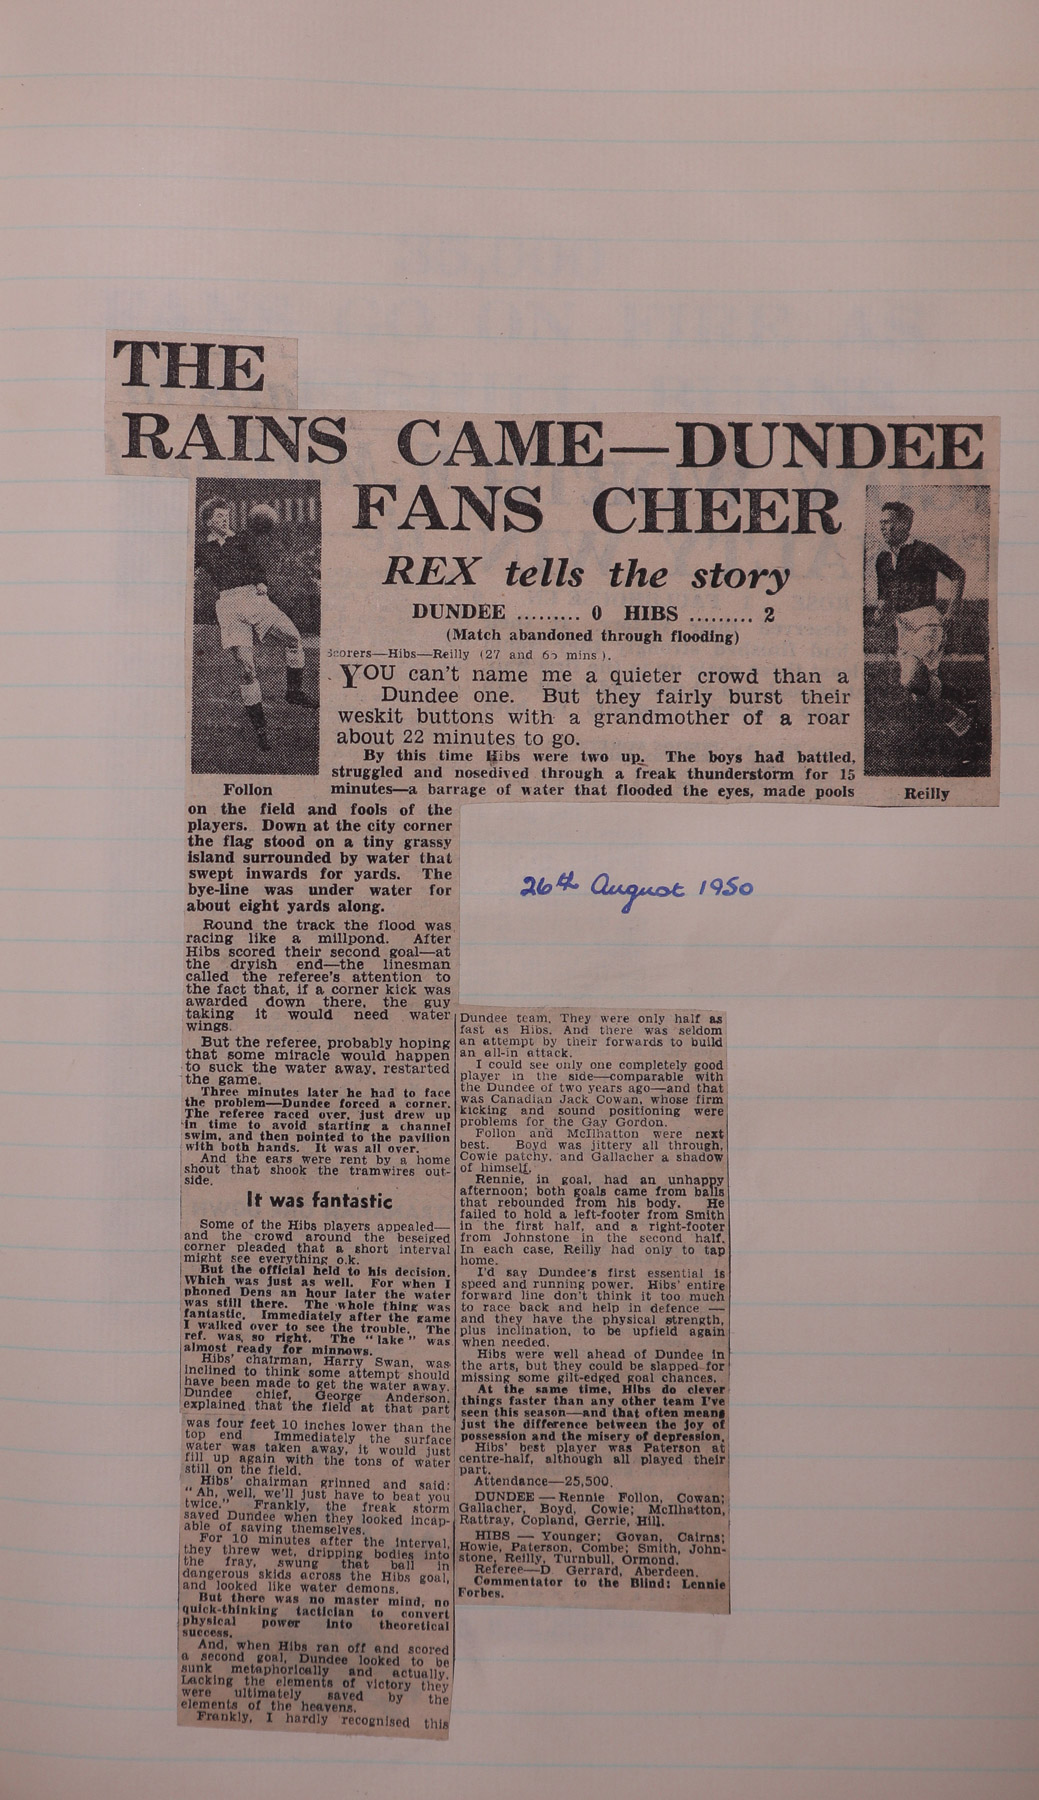 THE
RAINS CAME—DUNDEE
FANS CHEER
REX tells the story
DUNDEE ......... 0 HIBS ......... 2
(Match abandoned through flooding)
Scorers—Hibs—Reilly (27 and 65 mins).
YOU can't name me a quieter crowd than a
Dundee one. But they fairly burst their
weskit buttons with a grandmother of a roar
about 22 minutes to go.
By this time Hibs were two up. The boys had battled,
struggled and nosedived through a freak thunderstorm for 15
minutes—a barrage of water that flooded the eyes, made pools
Follon
Reilly
on the field and fools of the
players. Down at the city corner
the flag stood on a tiny grassy
island surrounded by water that
swept inwards for yards. The
bye-line was under water for
about eight yards along.
Round the track the flood was
racing like a millpond. After
Hibs scored their second goal—at
the dryish end—the linesman
called the referee's attention to
the fact that, if a corner kick was
awarded down there, the guy
taking it would need water
wings.
But the referee, probably hoping
that some miracle would happen
to suck the water away, restarted
the game.
Three minutes later he had to face
the problem—Dundee forced a corner.
The referee raced over, just drew up
in time to avoid starting a channel
swim, and then pointed to the pavilion
with both hands. It was all over.
And the ears were rent by a home
shout that shook the tramwires out-
side.
It was fantastic
Some of the Hibs players appealed—
and the crowd around the beseiged
corner pleaded that a short interval
might see everything o.k.
But the official held to his decision.
Which was just as well. For when I
phoned Dens an hour later the water
was still there. The whole thing was
fantastic. Immediately after the game
I walked over to see the trouble. The
ref. was, so right. The "lake" was
almost ready for minnows.
Hibs' chairman, Harry Swan, was
inclined to think some attempt should
have been made to get the water away.
Dundee chief, George Anderson,
explained that the field at that part
was four feet 10 inches lower than the
top end Immediately the surface
water was taken away, it would just
fill up again with the tons of water
still on the field.
Hibs' chairman grinned and said:
"Ah, well, we'll just have to beat you
twice." Frankly, the freak storm
saved Dundee when they looked incap-
able of saving themselves.
For 10 minutes after the interval,
they threw wet, dripping bodies into
the fray, swung that ball in
dangerous skids across the Hibs goal,
and looked like water demons.
But there was no master mind, no
quick-thinking tactician to convert
physical power into theoretical
success.
And, when Hibs ran off and scored
a second goal, Dundee looked to be
sunk metaphorically and actually.
Lacking the elements of victory they
were ultimately saved by the
elements of the heavens.
Frankly, I hardly recognised this
26th August 1950
Dundee team. They were only half as
fast as Hibs. And there was seldom
an attempt by their forwards to build
an all-in attack.
I could see only one completely good
player in the side—comparable with
the Dundee of two years ago—and that
was Canadian Jack Cowan, whose firm
kicking and sound positioning were
problems for the Gay Gordon.
Follon and McIlhatton were next
best. Boyd was jittery all through,
Cowie patchy, and Gallacher a shadow
of himself.
Rennie, in goal, had an unhappy
afternoon; both goals came from balls
that rebounded from his body. He
failed to hold a left-footer from Smith
in the first half, and a right-footer
from Johnstone in the second half.
In each case, Reilly had only to tap
home.
I'd say Dundee's first essential is
speed and running power. Hibs' entire
forward line don't think it too much
to race back and help in defence —
and they have the physical strength,
plus inclination, to be upfield again
when needed.
Hibs were well ahead of Dundee in
the arts, but they could be slapped for
missing some gilt-edged goal chances.
At the same time, Hibs do clever
things faster than any other team I've
seen this season—and that often means
just the difference between the joy of
possession and the misery of depression.
Hibs' best player was Paterson at
centre-half, although all played their
part.
Attendance—25,500.
DUNDEE — Rennie Follon, Cowan;
Gallacher, Boyd, Cowie; McIlhatton,
Rattray, Copland, Gerrie, Hill.
HIBS — Younger; Govan, Cairns;
Howie, Paterson, Combe; Smith, John-
stone, Reilly, Turnbull, Ormond.
Referee—D. Gerrard, Aberdeen.
Commentator to the Blind: Lennie
Forbes.